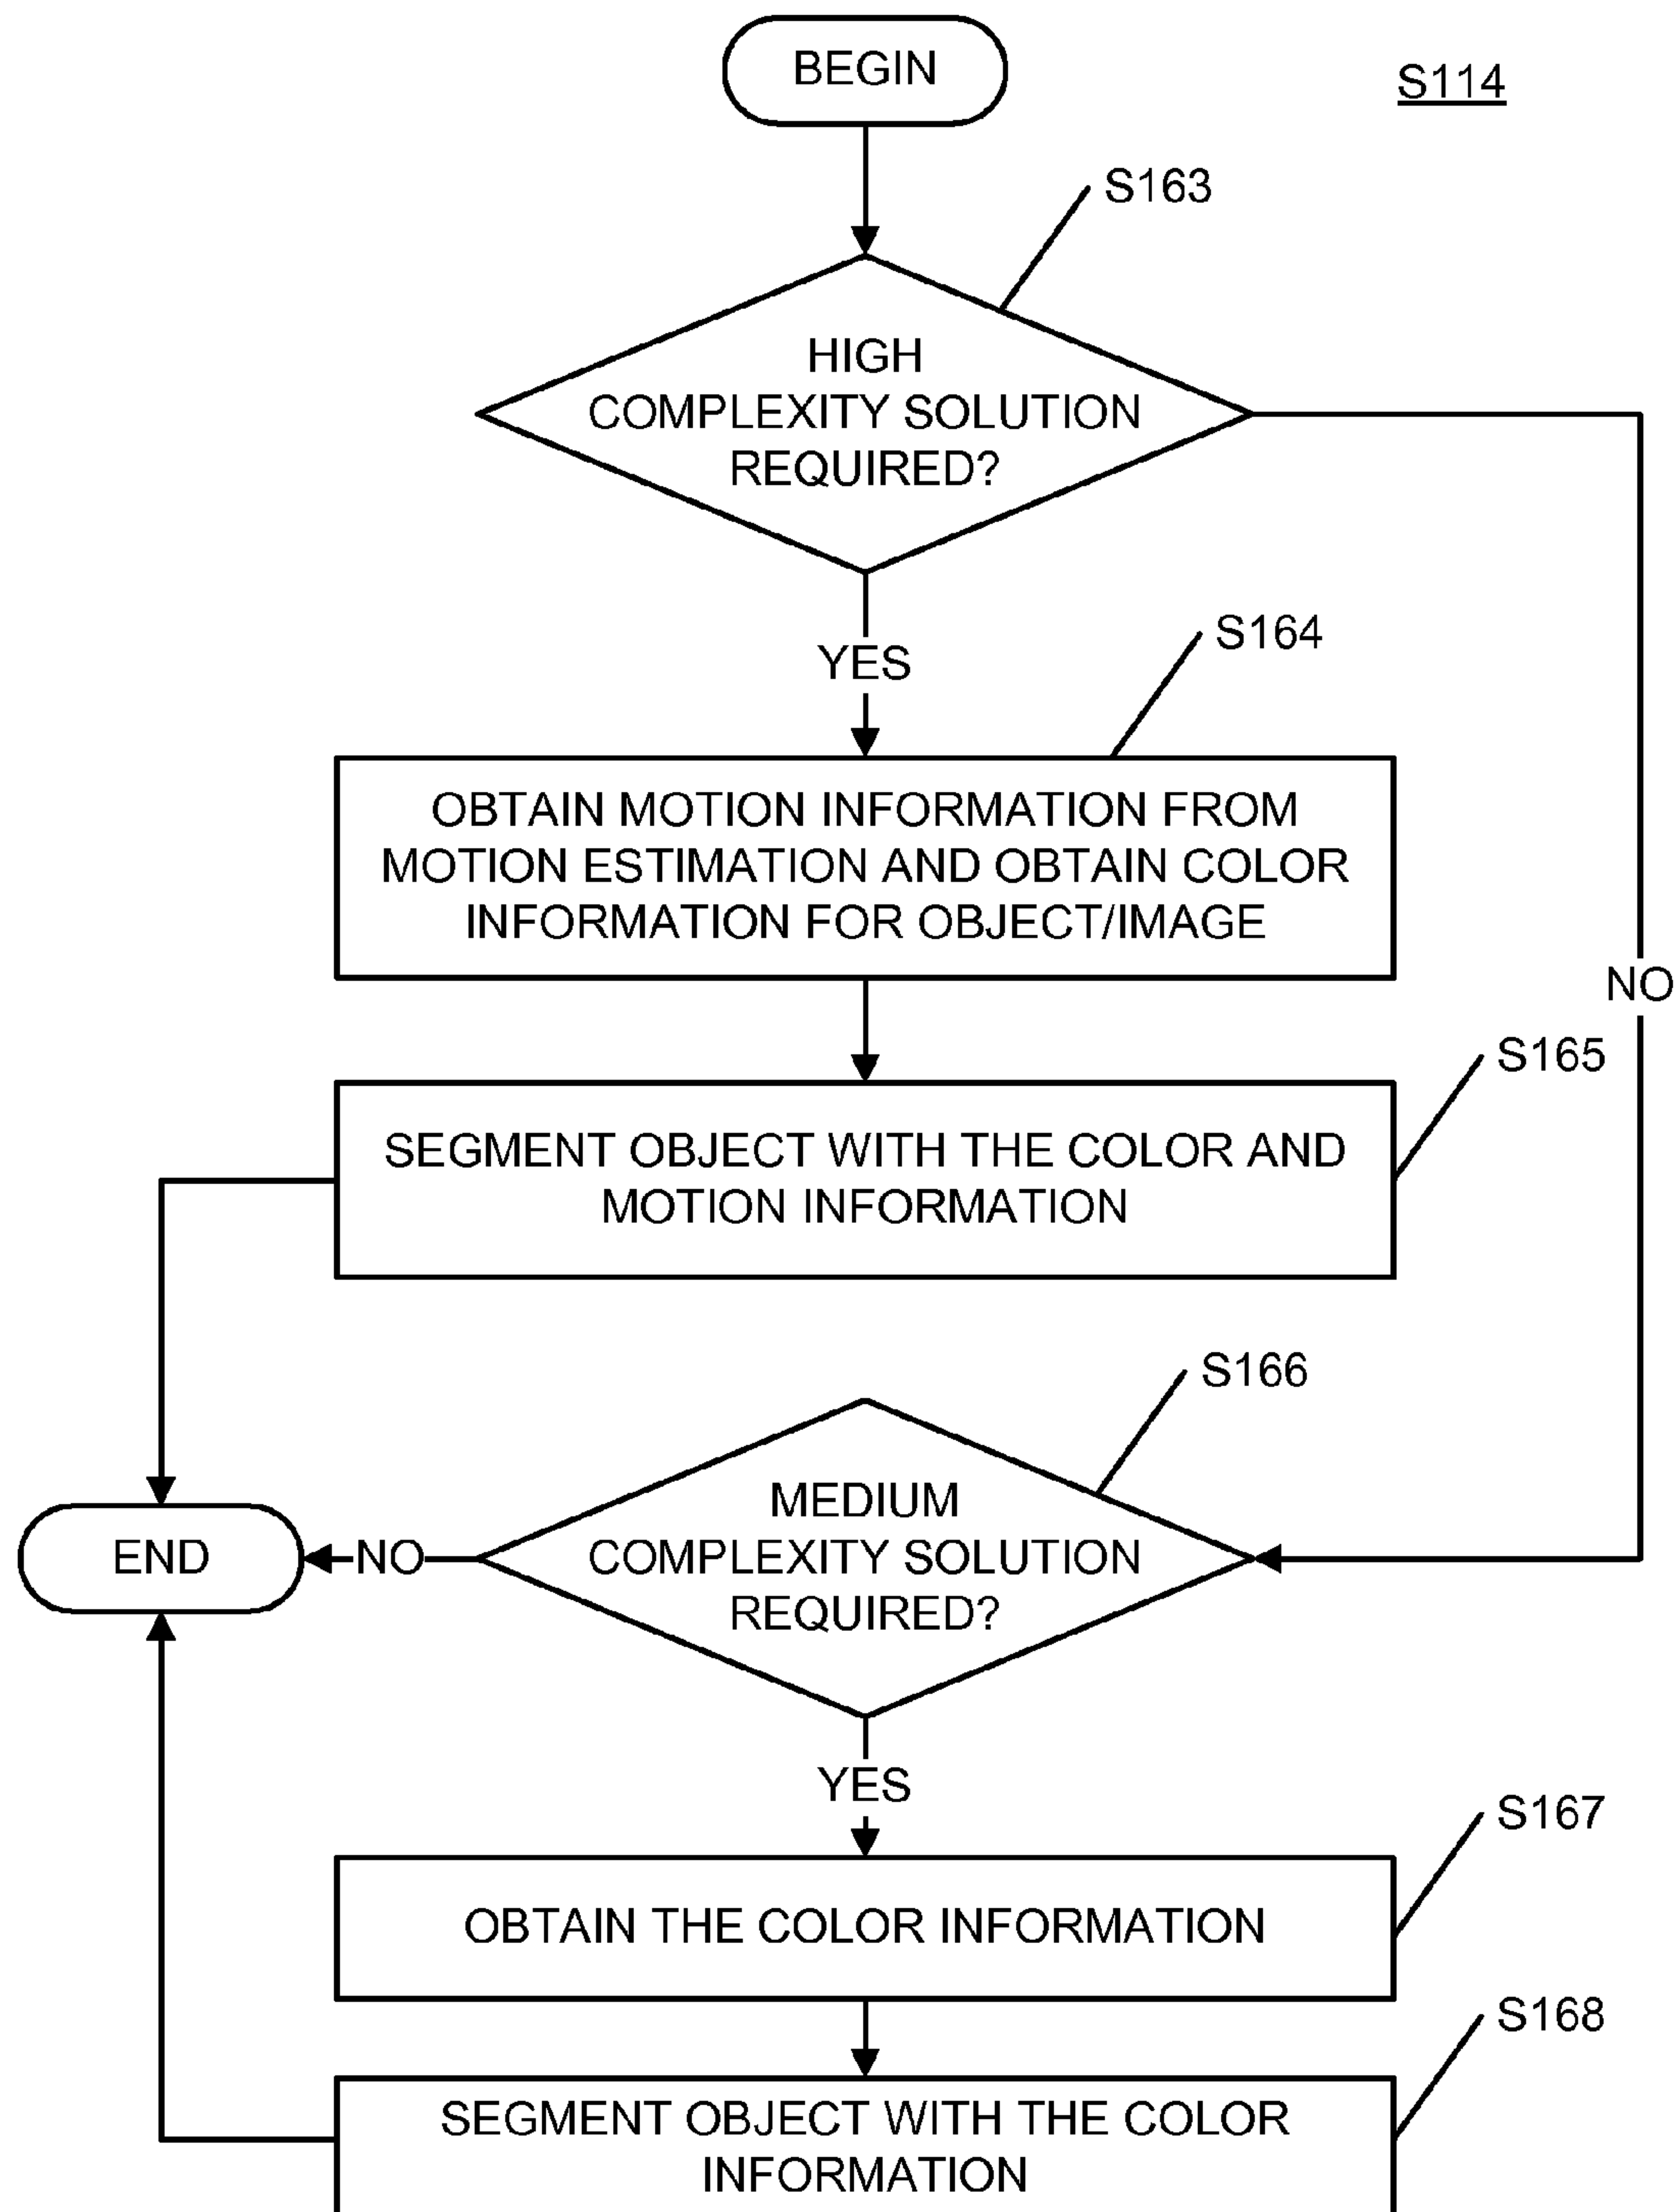 BEGIN
S114
S163
HIGH
COMPLEXITY SOLUTION
REQUIRED?
YES
S164
OBTAIN MOTION INFORMATION FROM
MOTION ESTIMATION AND OBTAIN COLOR
INFORMATION FOR OBJECT/IMAGE
NO
S165
SEGMENT OBJECT WITH THE COLOR AND
MOTION INFORMATION
S166
MEDIUM
COMPLEXITY SOLUTION
REQUIRED?
END
NO
YES
S167
OBTAIN THE COLOR INFORMATION
S168
SEGMENT OBJECT WITH THE COLOR
INFORMATION